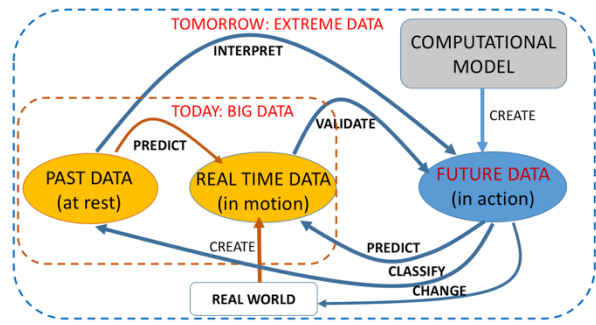 TOMORROW: EXTREME DATA
INTERPRET
COMPUTATIONAL
MODEL
TODAY: BIG DATA
CREATE
VALIDATE
PREDICT
PAST DATA
(at rest)
REAL TIME DATA
(in motion)
FUTURE DATA
(in action)
CREATE
PREDICT
CLASSIFY
CHANGE
REAL WORLD